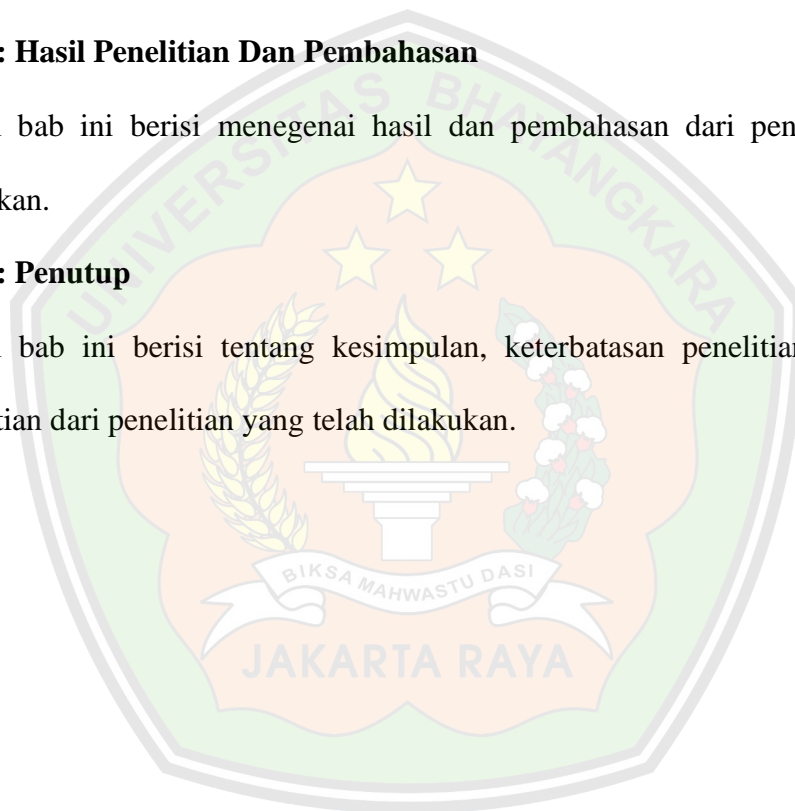 : Hasil Penelitian Dan Pembahasan
bab ini berisi menegenai hasil dan pembahasan dari pen
kan.
: Penutup
bab ini berisi tentang kesimpulan, keterbatasan penelitian
tian dari penelitian yang telah dilakukan.
UNIVERSITAS BHAYANGKARA
BIKSA MAHWASTU DASI
JAKARTA RAYA